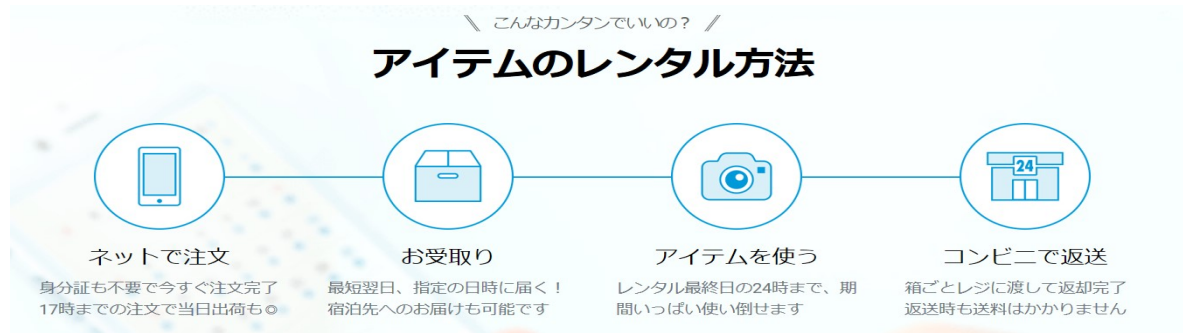 \\ こんなカンタンでいいの？ /
アイテムのレンタル方法
24
ネットで注文
身分証も不要で今すぐ注文完了
17時までの注文で当日出荷も◎
お受取り
最短翌日、指定の日時に届く！
宿泊先へのお届けも可能です
アイテムを使う
レンタル最終日の24時まで、期
間いっぱい使い倒せます
コンビニで返送
箱ごとレジに渡して返却完了
返送時も送料はかかりません